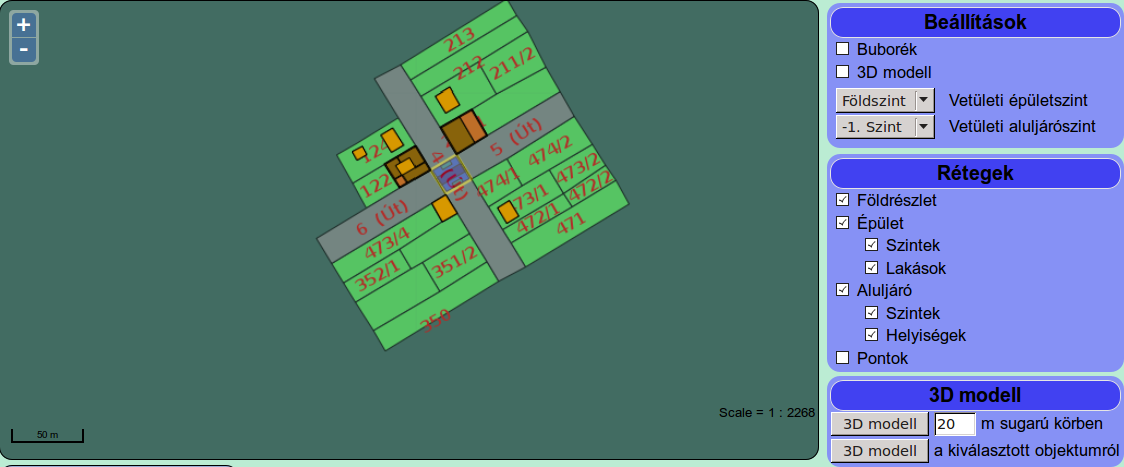 +
-
213
212
211/2
124
122
5 (Út)
474/2
474/1
473/2
472/2
73/1
472/1
471
6 (Út)
473/4
352/1
351/2
350
Scale = 1 : 2268
50 m
Beállítások
Buborék
3D modell
Földszint Vetületi épületszint
-1. Szint Vetületi aluljárószint
Rétegek
Földrészlet
Épület
Szintek
Lakások
Aluljáró
Szintek
Helyiségek
Pontok
3D modell
3D modell 20 m sugarú körben
3D modell a kiválasztott objektumról